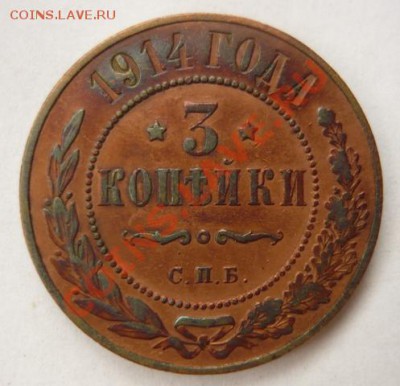 COINS.LAVE.RU
1914 ГОДА
3
КОПѢЙКИ
С.П.Б.